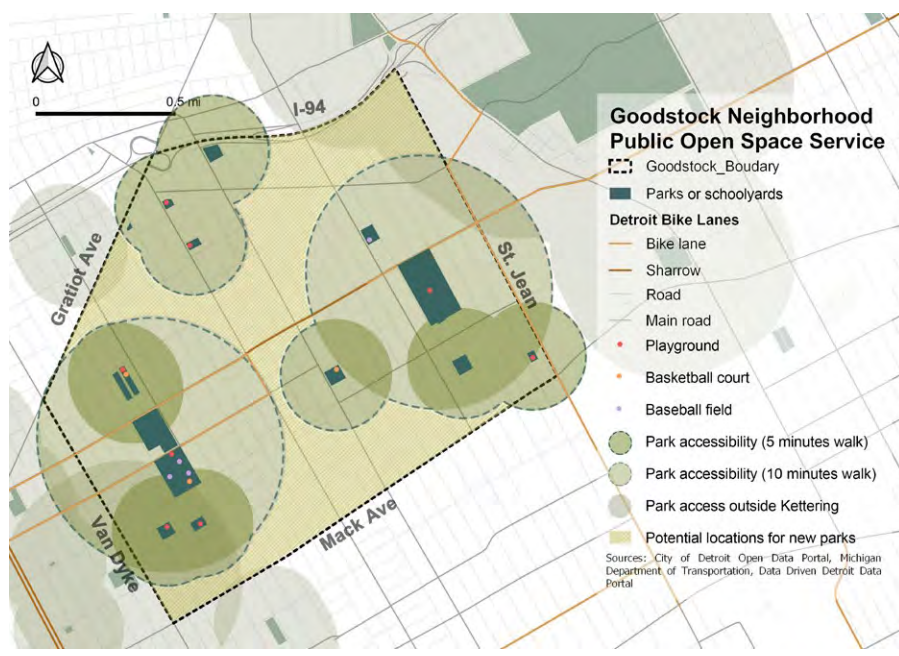 0
0.5 mi
I-94
Gratiot Ave
St. Jean
Van Dyke
Mack Ave
Goodstock Neighborhood
Public Open Space Service
Goodstock_Boudary
Parks or schoolyards
Detroit Bike Lanes
Bike lane
Sharrow
Road
Main road
Playground
Basketball court
Baseball field
Park accessibility (5 minutes walk)
Park accessibility (10 minutes walk)
Park access outside Kettering
Potential locations for new parks
Sources: City of Detroit Open Data Portal, Michigan
Department of Transportation, Data Driven Detroit Data
Portal